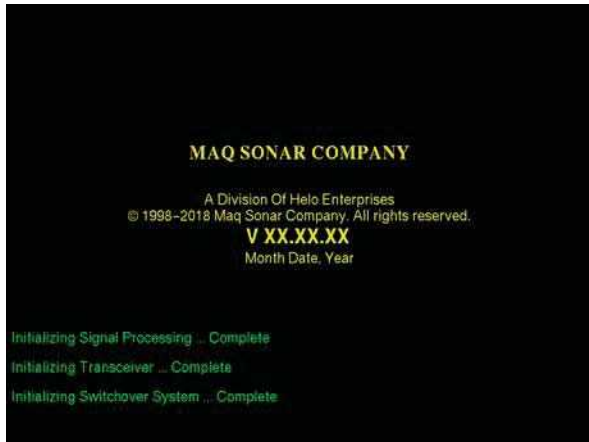 MAQ SONAR COMPANY
A Division Of Helo Enterprises
© 1998-2018 Maq Sonar Company. All rights reserved.
V XX.XX.XX
Month Date, Year
Initializing Signal Processing ... Complete
Initializing Transceiver ... Complete
Initializing Switchover System ... Complete